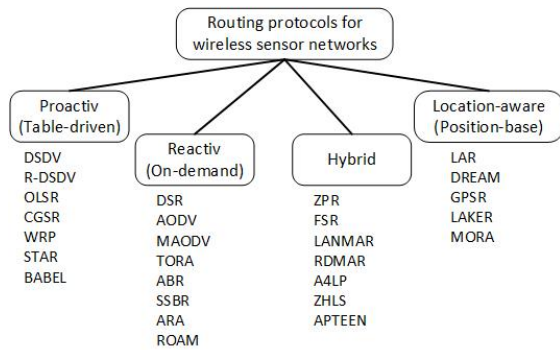 Routing protocols for
wireless sensor networks
Proactiv
(Table-driven)
DSDV
R-DSDV
OLSR
CGSR
WRP
STAR
BABEL
Reactiv
(On-demand)
DSR
AODV
MAODV
TORA
ABR
SSBR
ARA
ROAM
Hybrid
ZPR
FSR
LANMAR
RDMAR
A4LP
ZHLS
APTEEN
Location-aware
(Position-base)
LAR
DREAM
GPSR
LAKER
MORA